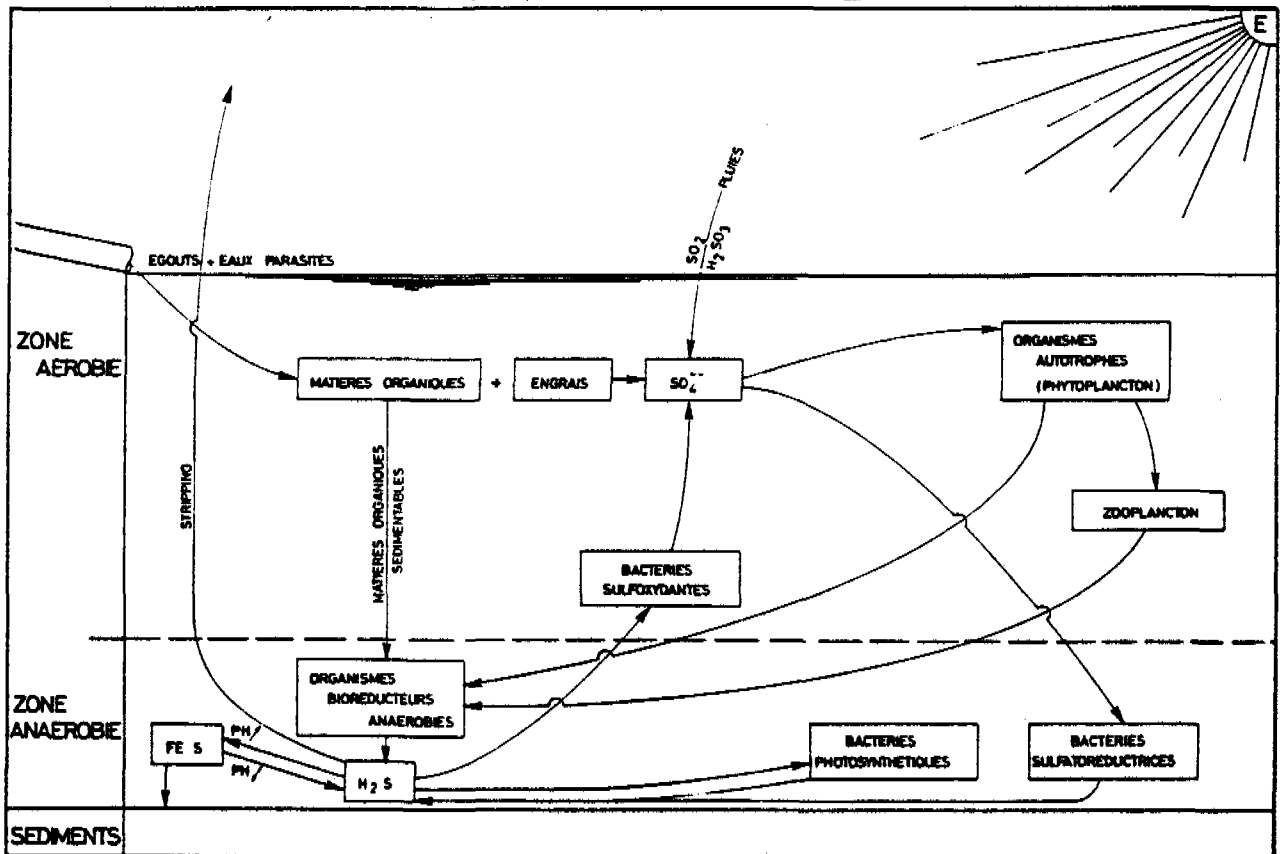 E
PLUIES
SO2
H2SO3
EGOUTS + EAUX PARASITES
ZONE
AEROBIE
MATIERES ORGANIQUES
+
ENGRAIS
SO4--
ORGANISMES
AUTOTROPHES
(PHYTOPLANCTON)
STRIPPING
MATIERES ORGANIQUES
SEDIMENTABLES
ZOOPLANCTON
BACTERIES
SULFOXYDANTES
ZONE
ANAEROBIE
ORGANISMES
BIOREDUCTEURS
ANAEROBIES
FE S
PH
PH
H2 S
BACTERIES
PHOTOSYNTHETIQUES
BACTERIES
SULFATOREDUCTRICES
SEDIMENTS